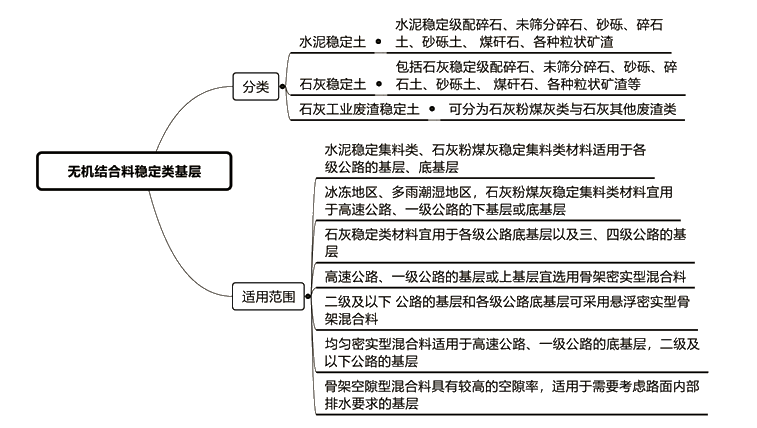 无机结合料稳定类基层
分类
水泥稳定土
水泥稳定级配碎石、未筛分碎石、砂砾、碎石
土、砂砾土、 煤矸石、各种粒状矿渣
石灰稳定土
包括石灰稳定级配碎石、未筛分碎石、砂砾、碎
石土、砂砾土、 煤矸石、各种粒状矿渣等
石灰工业废渣稳定土
可分为石灰粉煤灰类与石灰其他废渣类
适用范围
水泥稳定集料类、石灰粉煤灰稳定集料类材料适用于各
级公路的基层、底基层
冰冻地区、多雨潮湿地区，石灰粉煤灰稳定集料类材料宜用
于高速公路、一级公路的下基层或底基层
石灰稳定类材料宜用于各级公路底基层以及三、四级公路的基
层
高速公路、一级公路的基层或上基层宜选用骨架密实型混合料
二级及以下 公路的基层和各级公路底基层可采用悬浮密实型骨
架混合料
均匀密实型混合料适用于高速公路、一级公路的底基层，二级及
以下公路的基层
骨架空隙型混合料具有较高的空隙率，适用于需要考虑路面内部
排水要求的基层